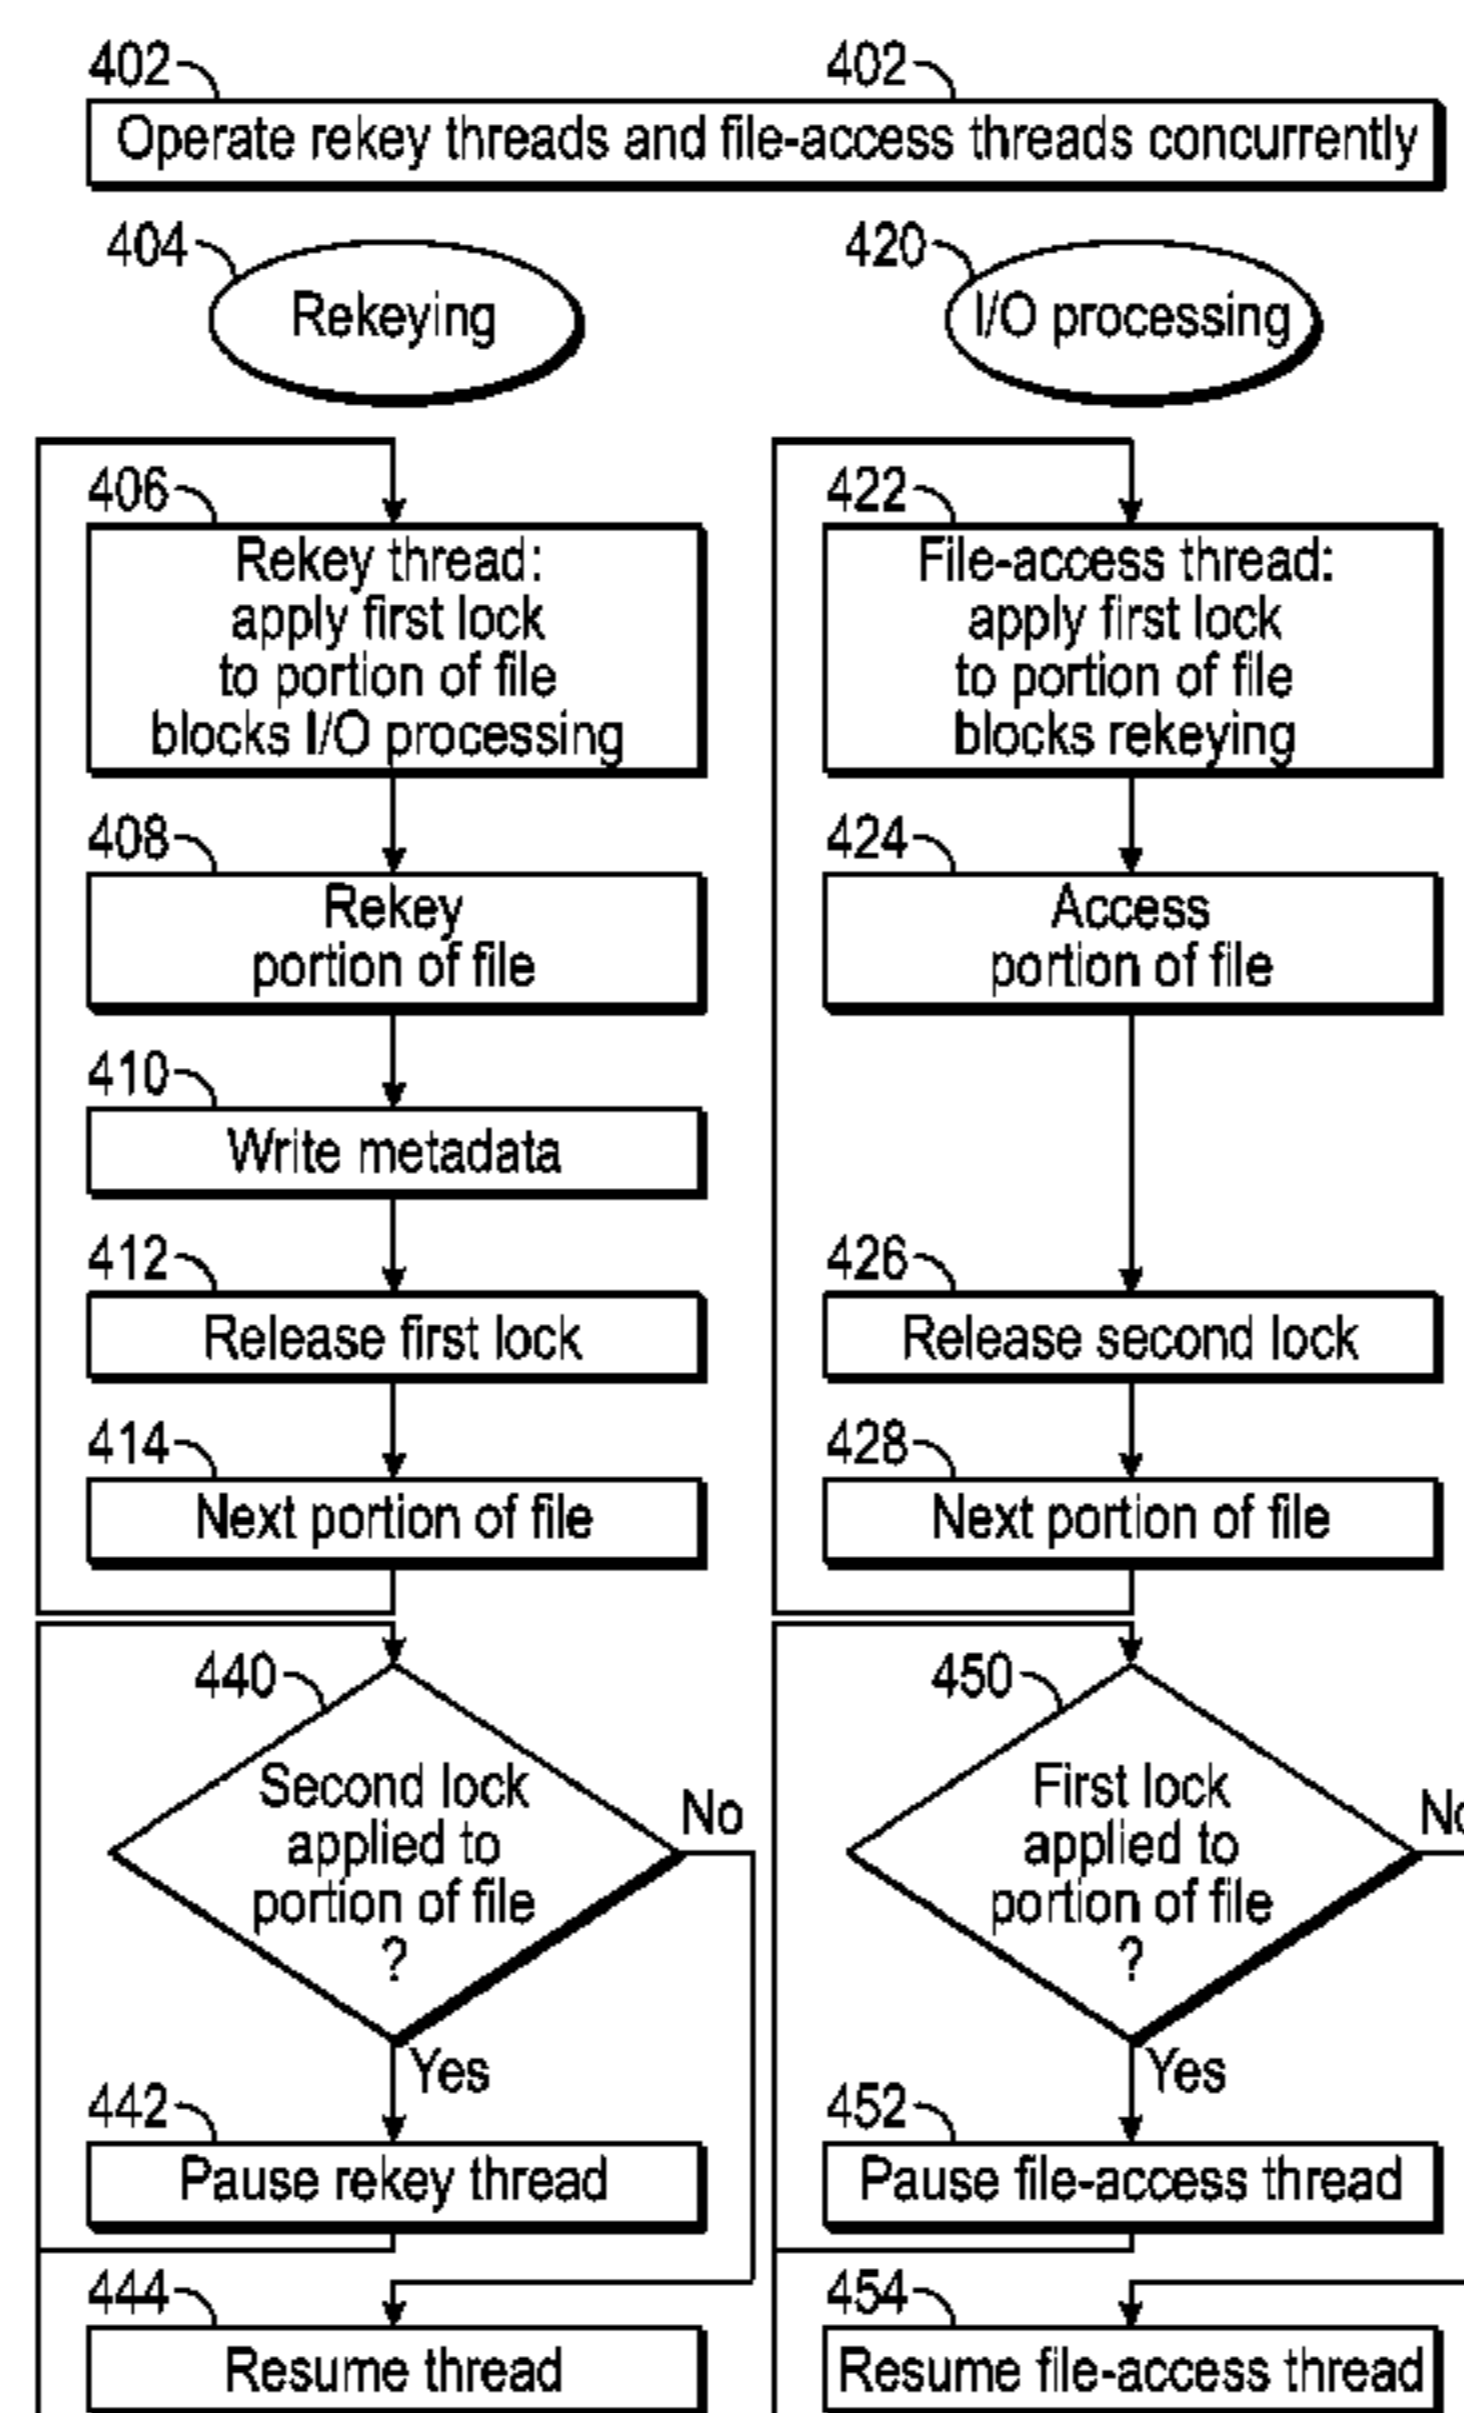 402
402
Operate rekey threads and file-access threads concurrently
404
Rekeying
420
I/O processing
406
Rekey thread:
apply first lock
to portion of file
blocks I/O processing
422
File-access thread:
apply first lock
to portion of file
blocks rekeying
408
Rekey
portion of file
424
Access
portion of file
410
Write metadata
412
Release first lock
426
Release second lock
414
Next portion of file
428
Next portion of file
440
Second lock
applied to
portion of file
?
No
Yes
450
First lock
applied to
portion of file
?
Yes
442
Pause rekey thread
452
Pause file-access thread
444
Resume thread
454
Resume file-access thread